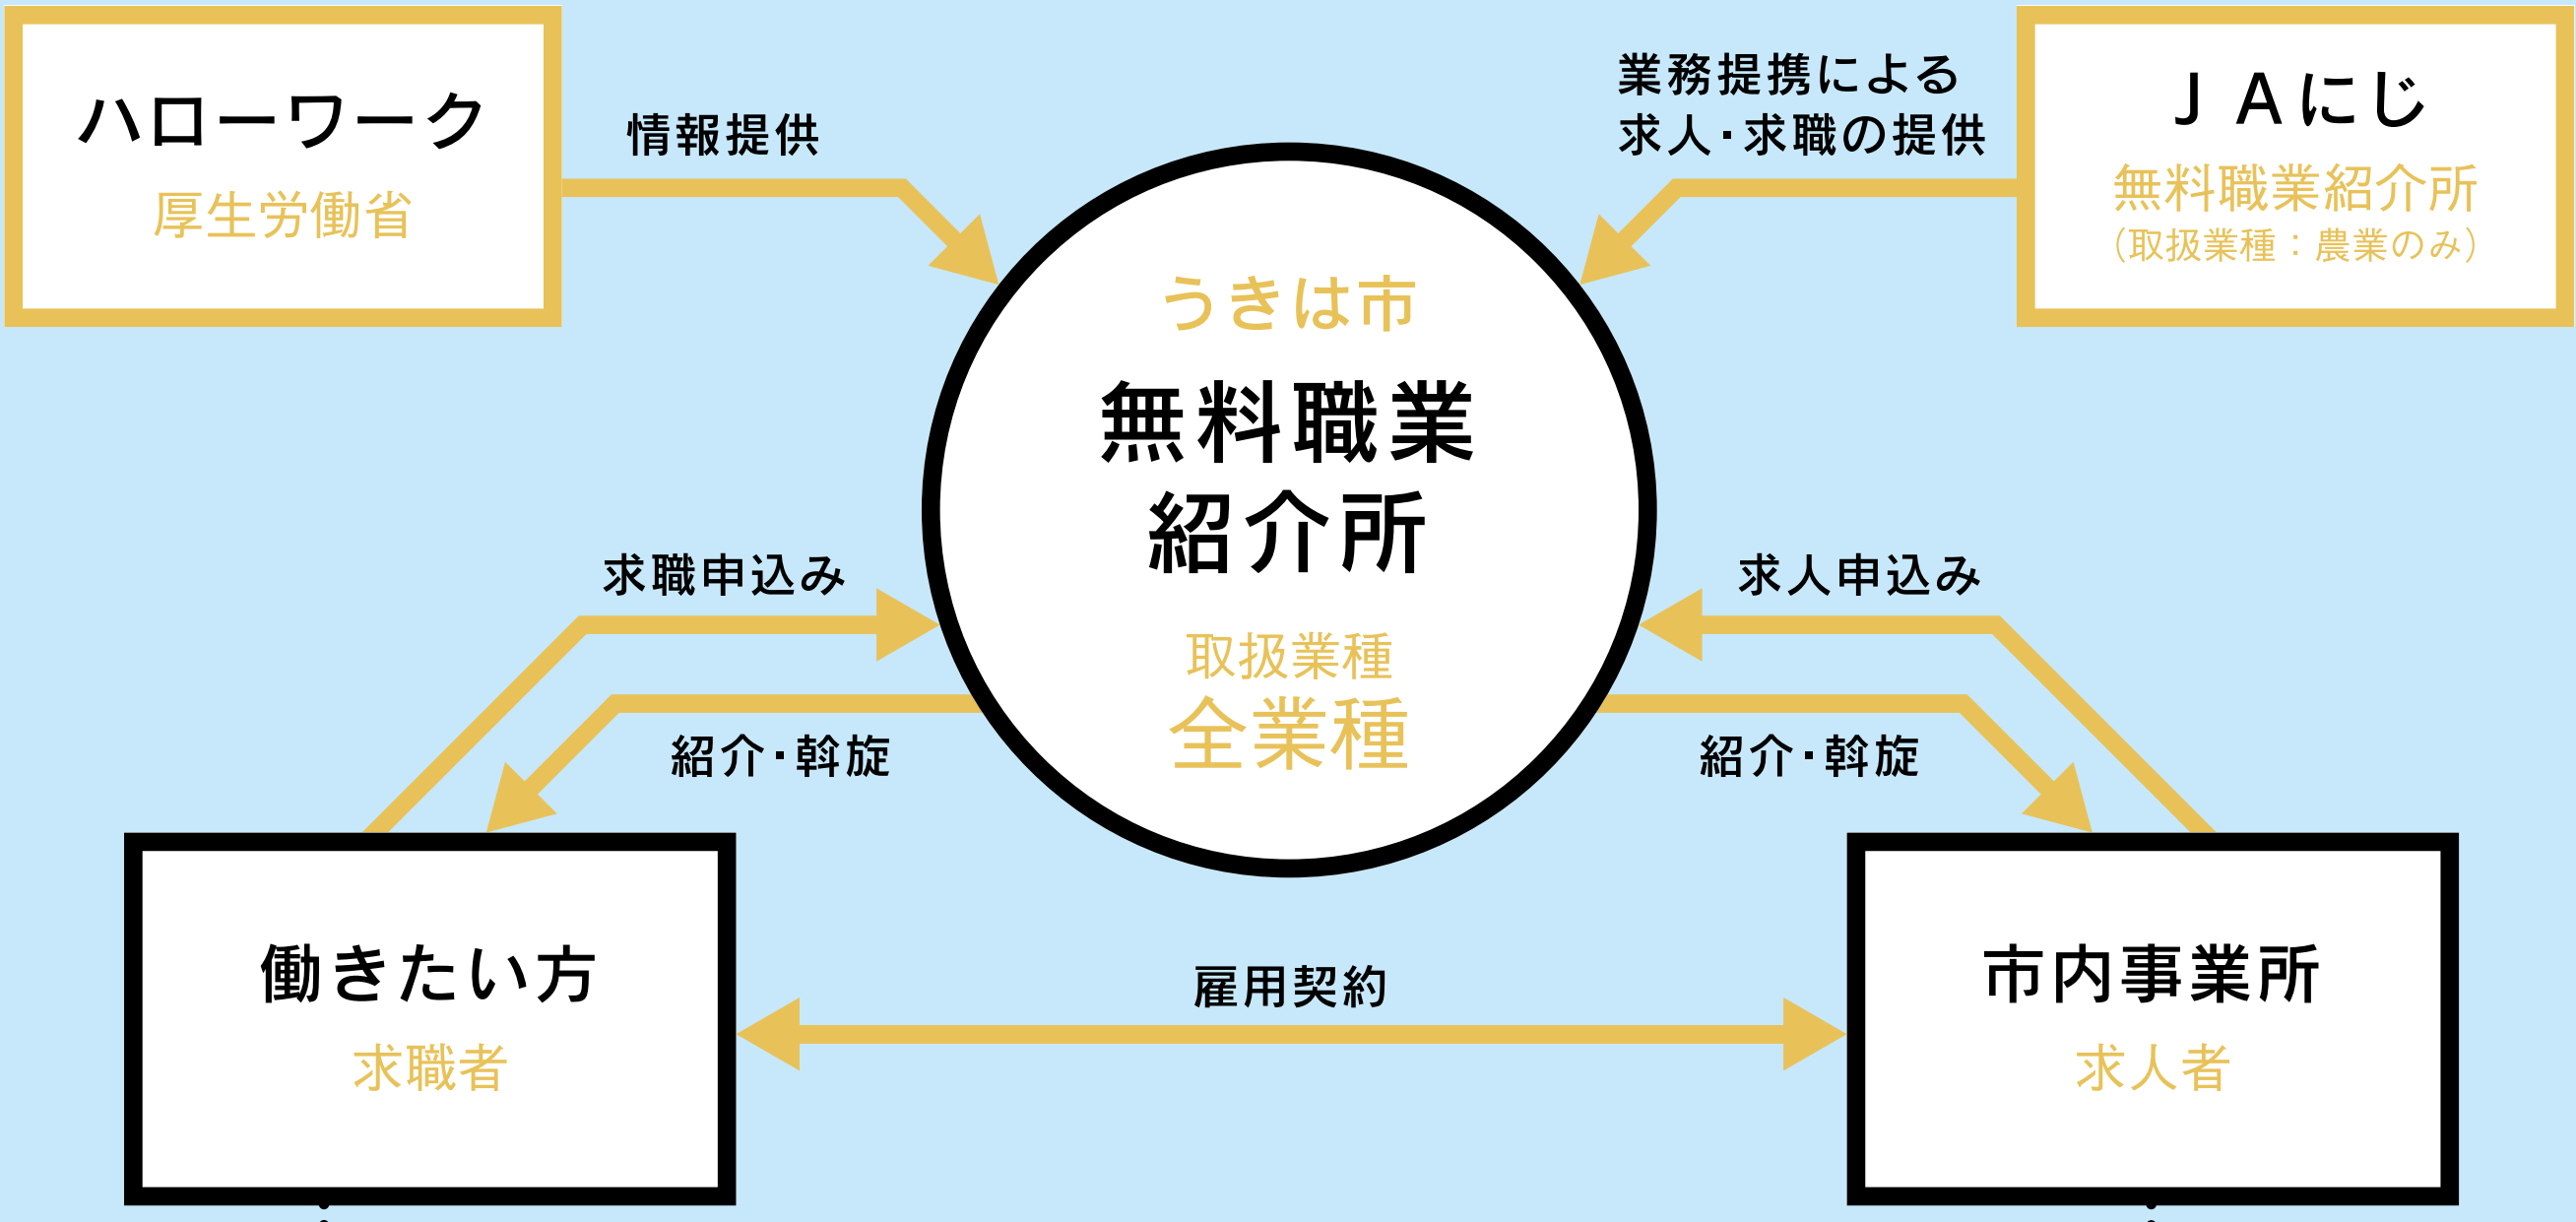 ハローワーク
厚生労働省
情報提供
業務提携による
求人・求職の提供
ＪＡにじ
無料職業紹介所
（取扱業種：農業のみ）
うきは市
無料職業
紹介所
取扱業種
全業種
求職申込み
紹介・斡旋
求人申込み
紹介・斡旋
働きたい方
求職者
雇用契約
市内事業所
求人者